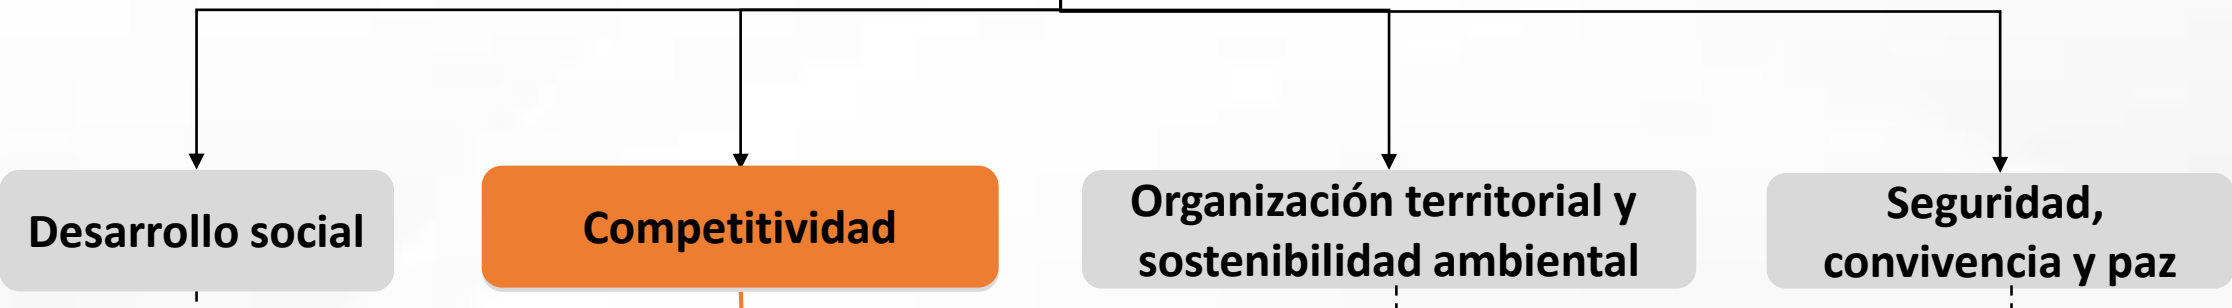 Desarrollo social
Competitividad
Organización territorial y
sostenibilidad ambiental
Seguridad,
convivencia y paz